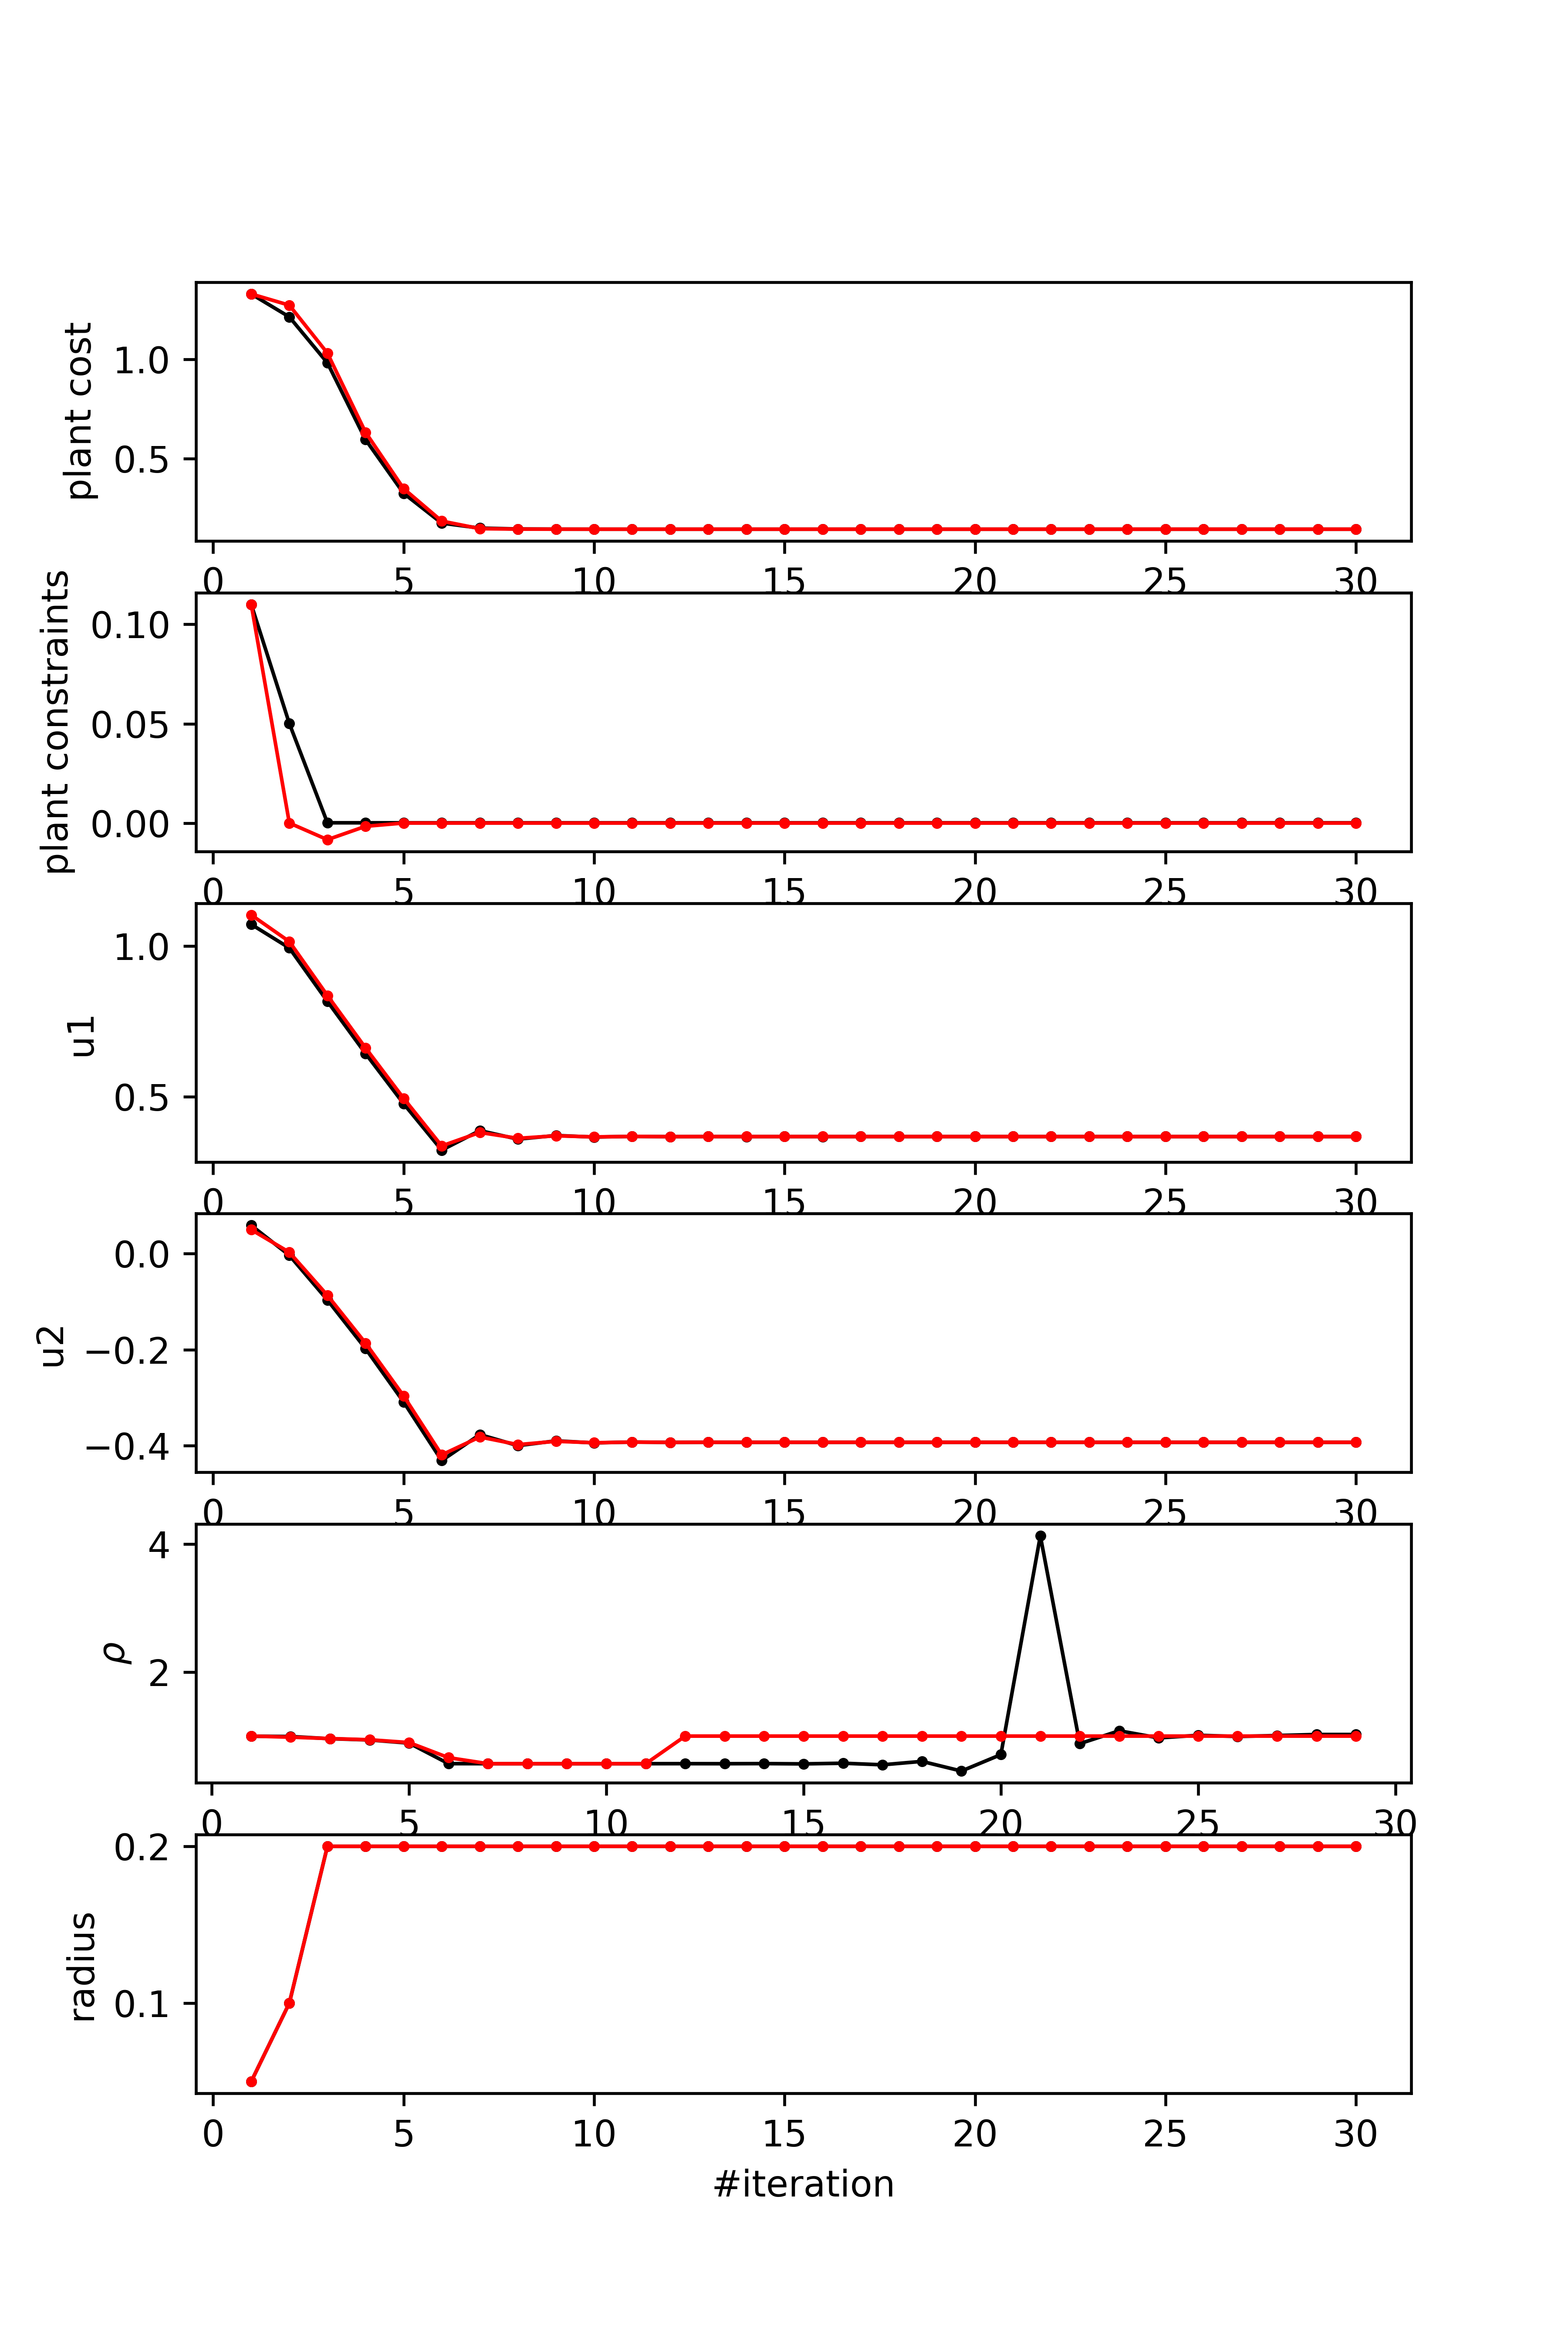 plant cost
1.0
0.5
0 5 10 15 20 25 30
plant constraints
0.10
0.05
0.00
0 5 10 15 20 25 30
u1
1.0
0.5
0 5 10 15 20 25 30
u2
0.0
−0.2
−0.4
0 5 10 15 20 25 30
ρ
4
2
0 5 10 15 20 25 30
radius
0.2
0.1
0 5 10 15 20 25 30
#iteration